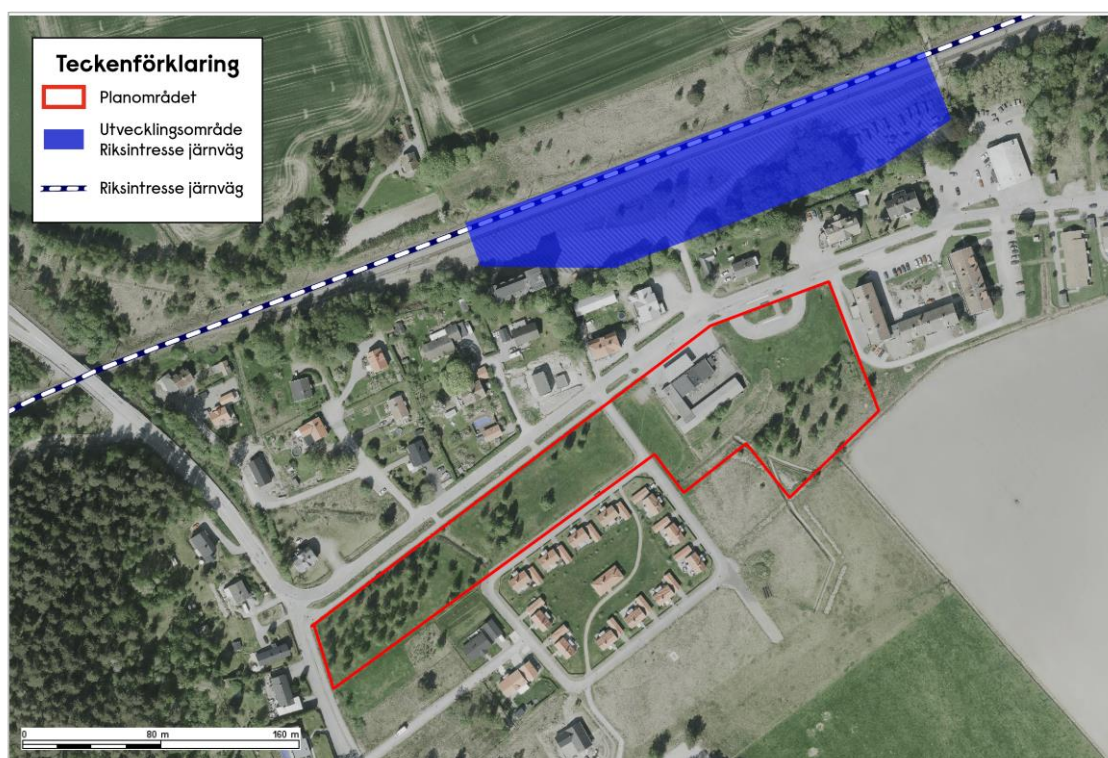 Teckenförklaring
Planområdet
Utvecklingsområde
Riksintresse järnväg
Riksintresse järnväg
0 80 m 160 m